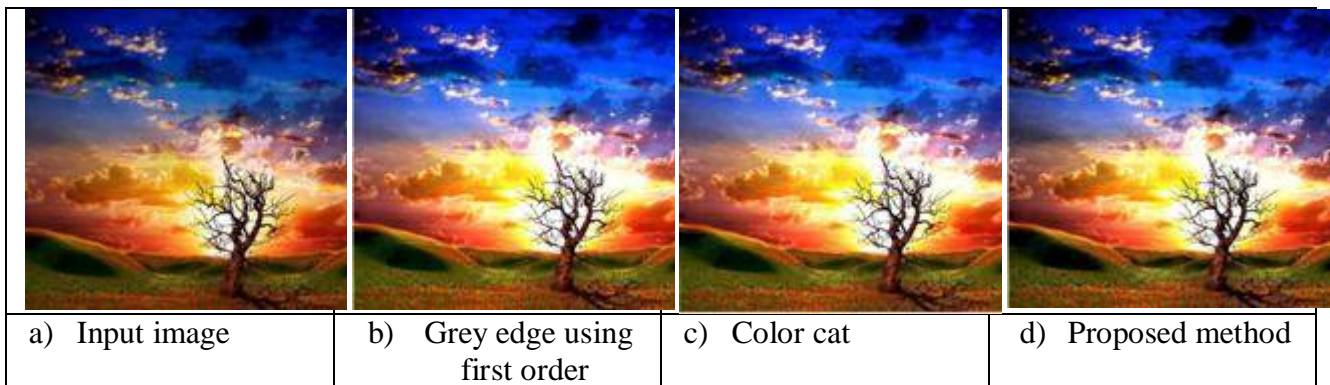 a) Input image
b) Grey edge using
first order
c) Color cat
d) Proposed method